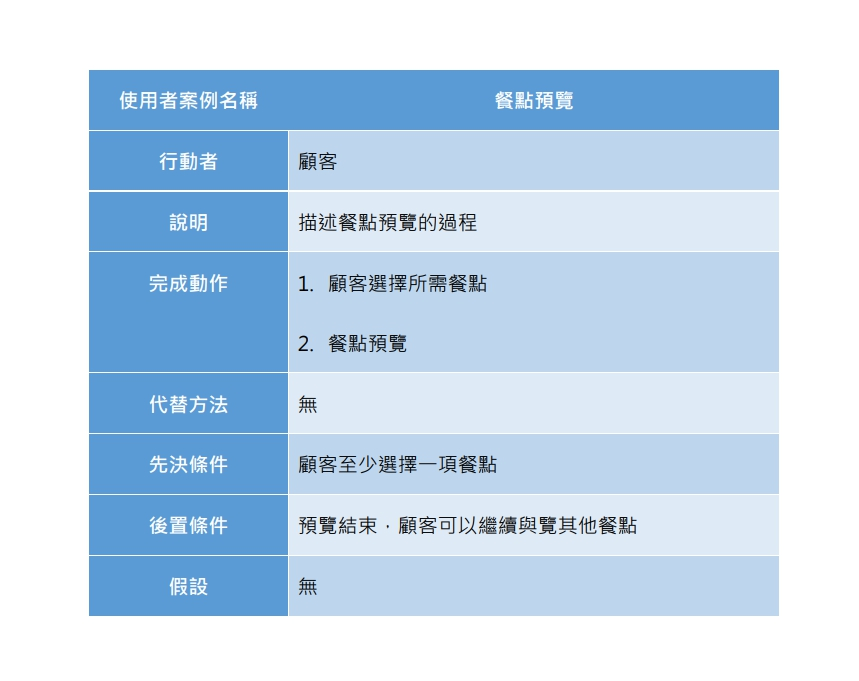 使用者案例名稱 餐點預覽
行動者 顧客
說明 描述餐點預覽的過程
完成動作 1. 顧客選擇所需餐點
2. 餐點預覽
代替方法 無
先決條件 顧客至少選擇一項餐點
後置條件 預覽結束，顧客可以繼續與覽其他餐點
假設 無